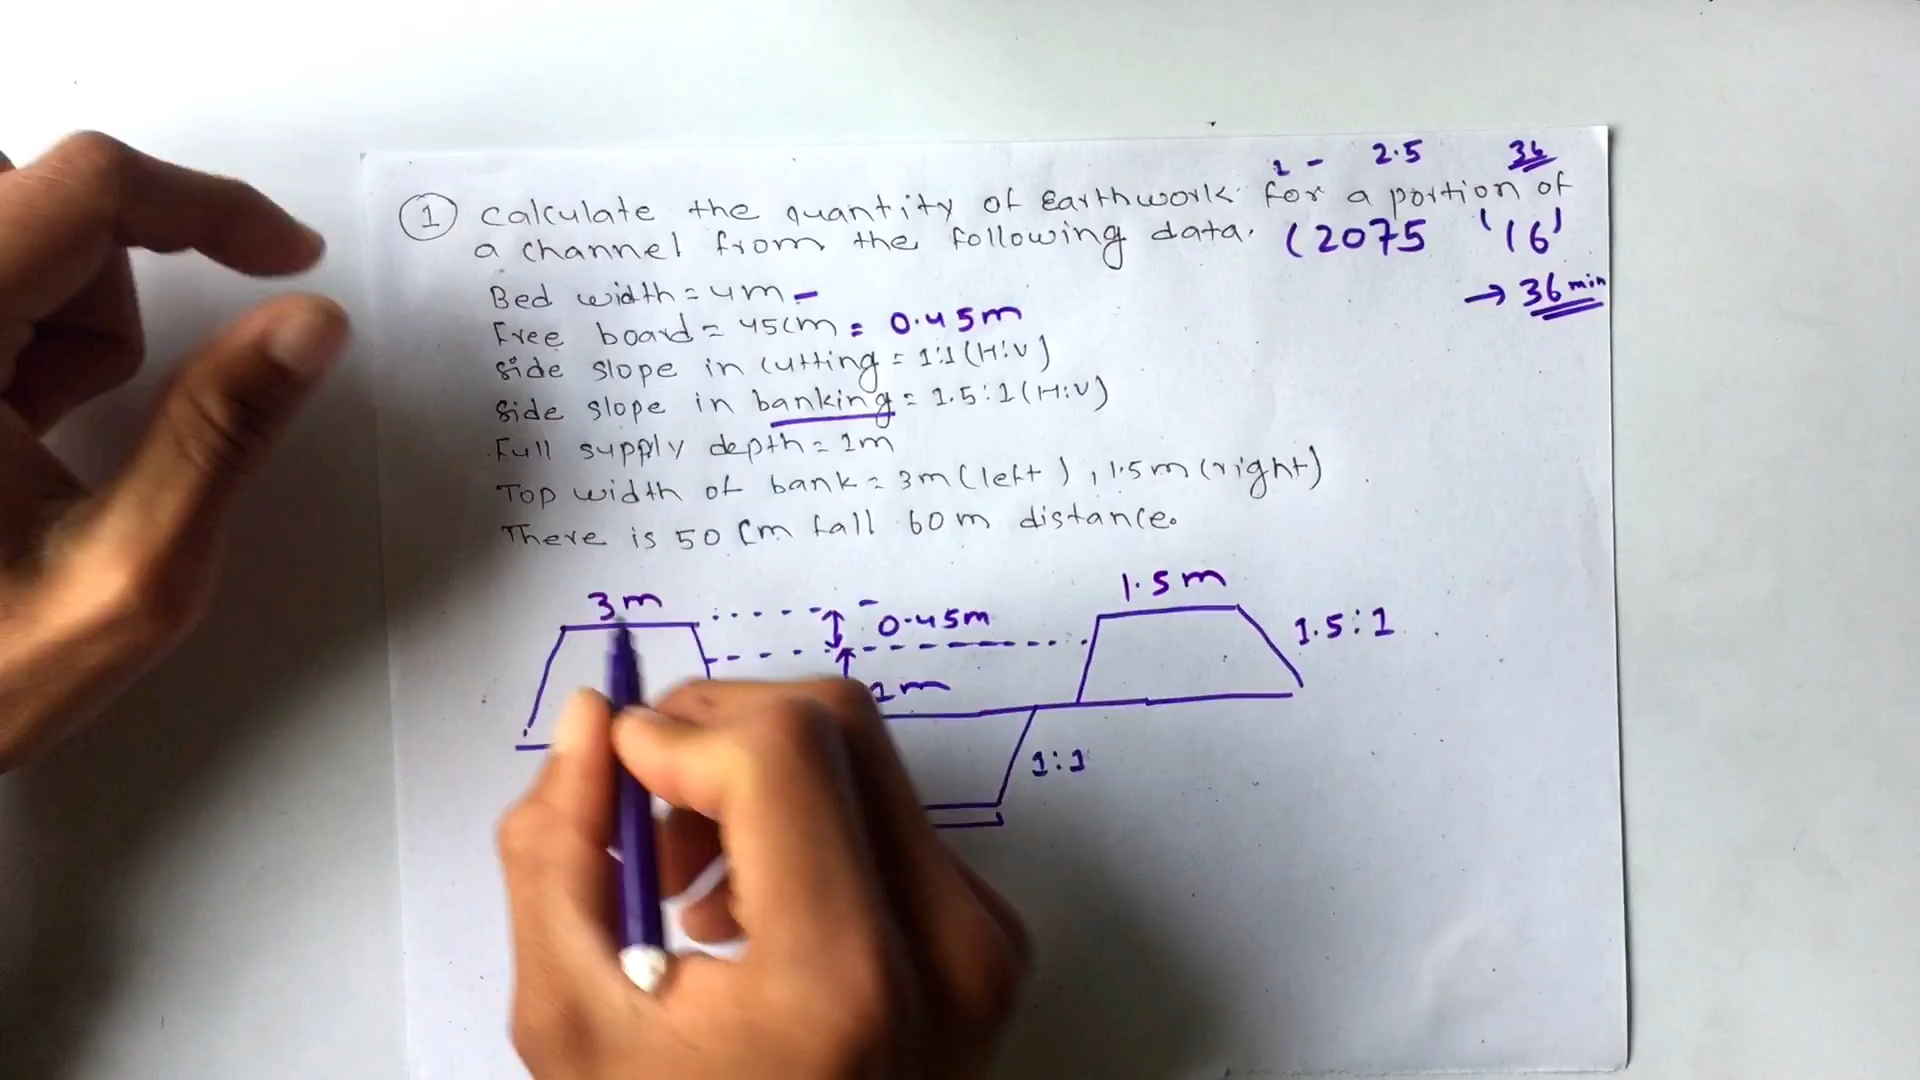 1 - 2.5 36
① Calculate the quantity of Earthwork for a portion of
a channel from the following data. (2075 '16'
→ 36 min
Bed width = 4m -
Free board = 45cm = 0.45m
Side slope in cutting = 1:1 (H:V)
Side slope in banking = 1.5:1 (H:V)
Full supply depth = 1m
Top width of bank = 3m (left), 1.5m (right)
There is 50 cm fall 60m distance.
3m
1.5m
0.45m
1.5:1
1m
1:1